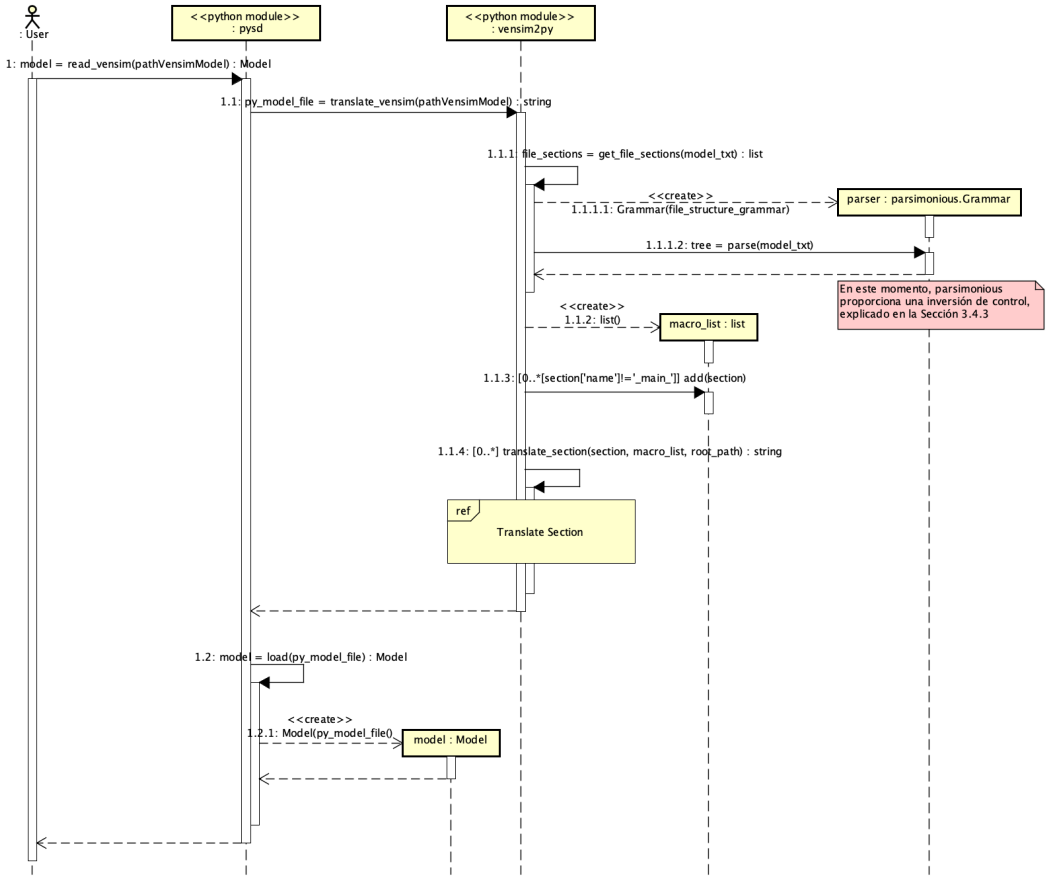 : User
<<python module>>
: pysd
<<python module>>
: vensim2py
1: model = read_vensim(pathVensimModel) : Model
1.1: py_model_file = translate_vensim(pathVensimModel) : string
1.1.1: file_sections = get_file_sections(model_txt) : list
<<create>>
1.1.1.1: Grammar(file_structure_grammar)
parser : parsimonious.Grammar
1.1.1.2: tree = parse(model_txt)
En este momento, parsimonious
proporciona una inversión de control,
explicado en la Sección 3.4.3
<<create>>
1.1.2: list()
macro_list : list
1.1.3: [0..*[section['name']!='_main_']] add(section)
1.1.4: [0..*] translate_section(section, macro_list, root_path) : string
ref
Translate Section
1.2: model = load(py_model_file) : Model
<<create>>
1.2.1: Model(py_model_file()
model : Model